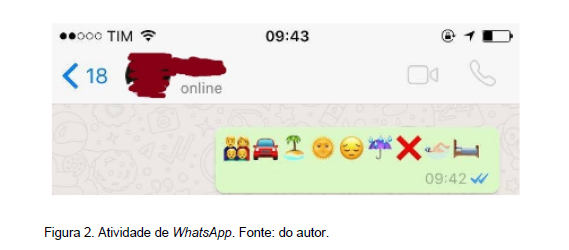 TIM 09:43
18
online
09:42
Figura 2. Atividade de WhatsApp. Fonte: do autor.